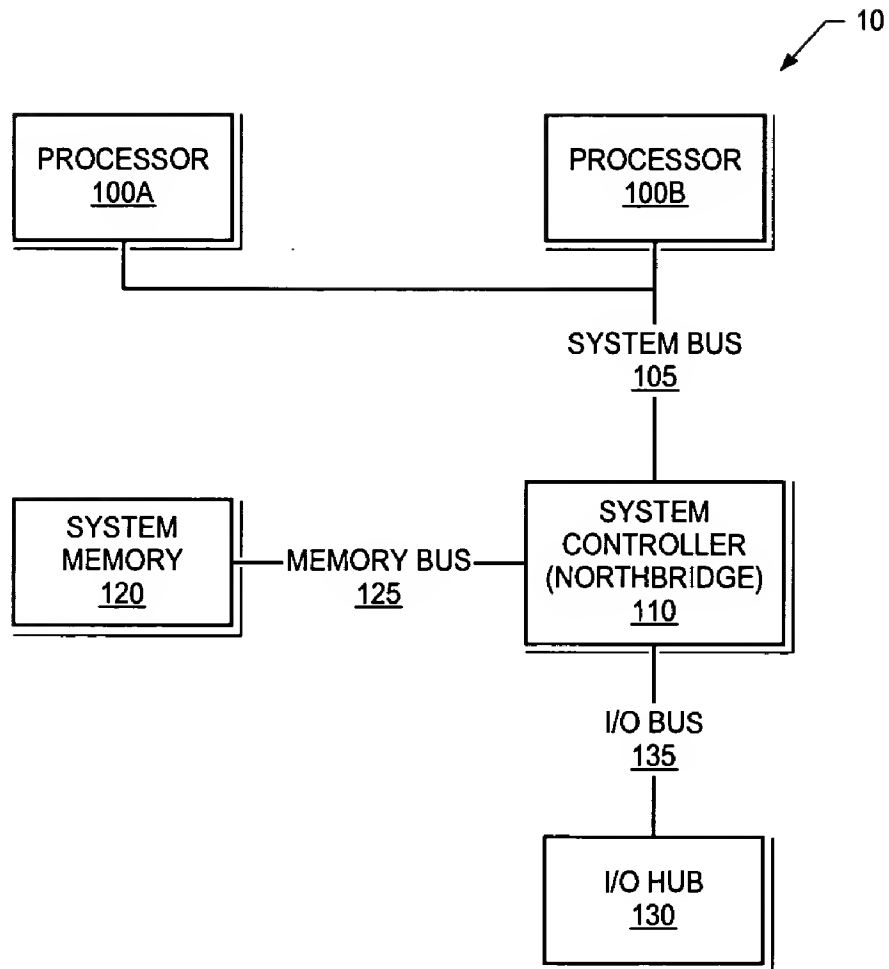 10
PROCESSOR
100A
PROCESSOR
100B
SYSTEM BUS
105
SYSTEM
MEMORY
120
MEMORY BUS
125
SYSTEM
CONTROLLER
(NORTHBRIDGE)
110
I/O BUS
135
I/O HUB
130